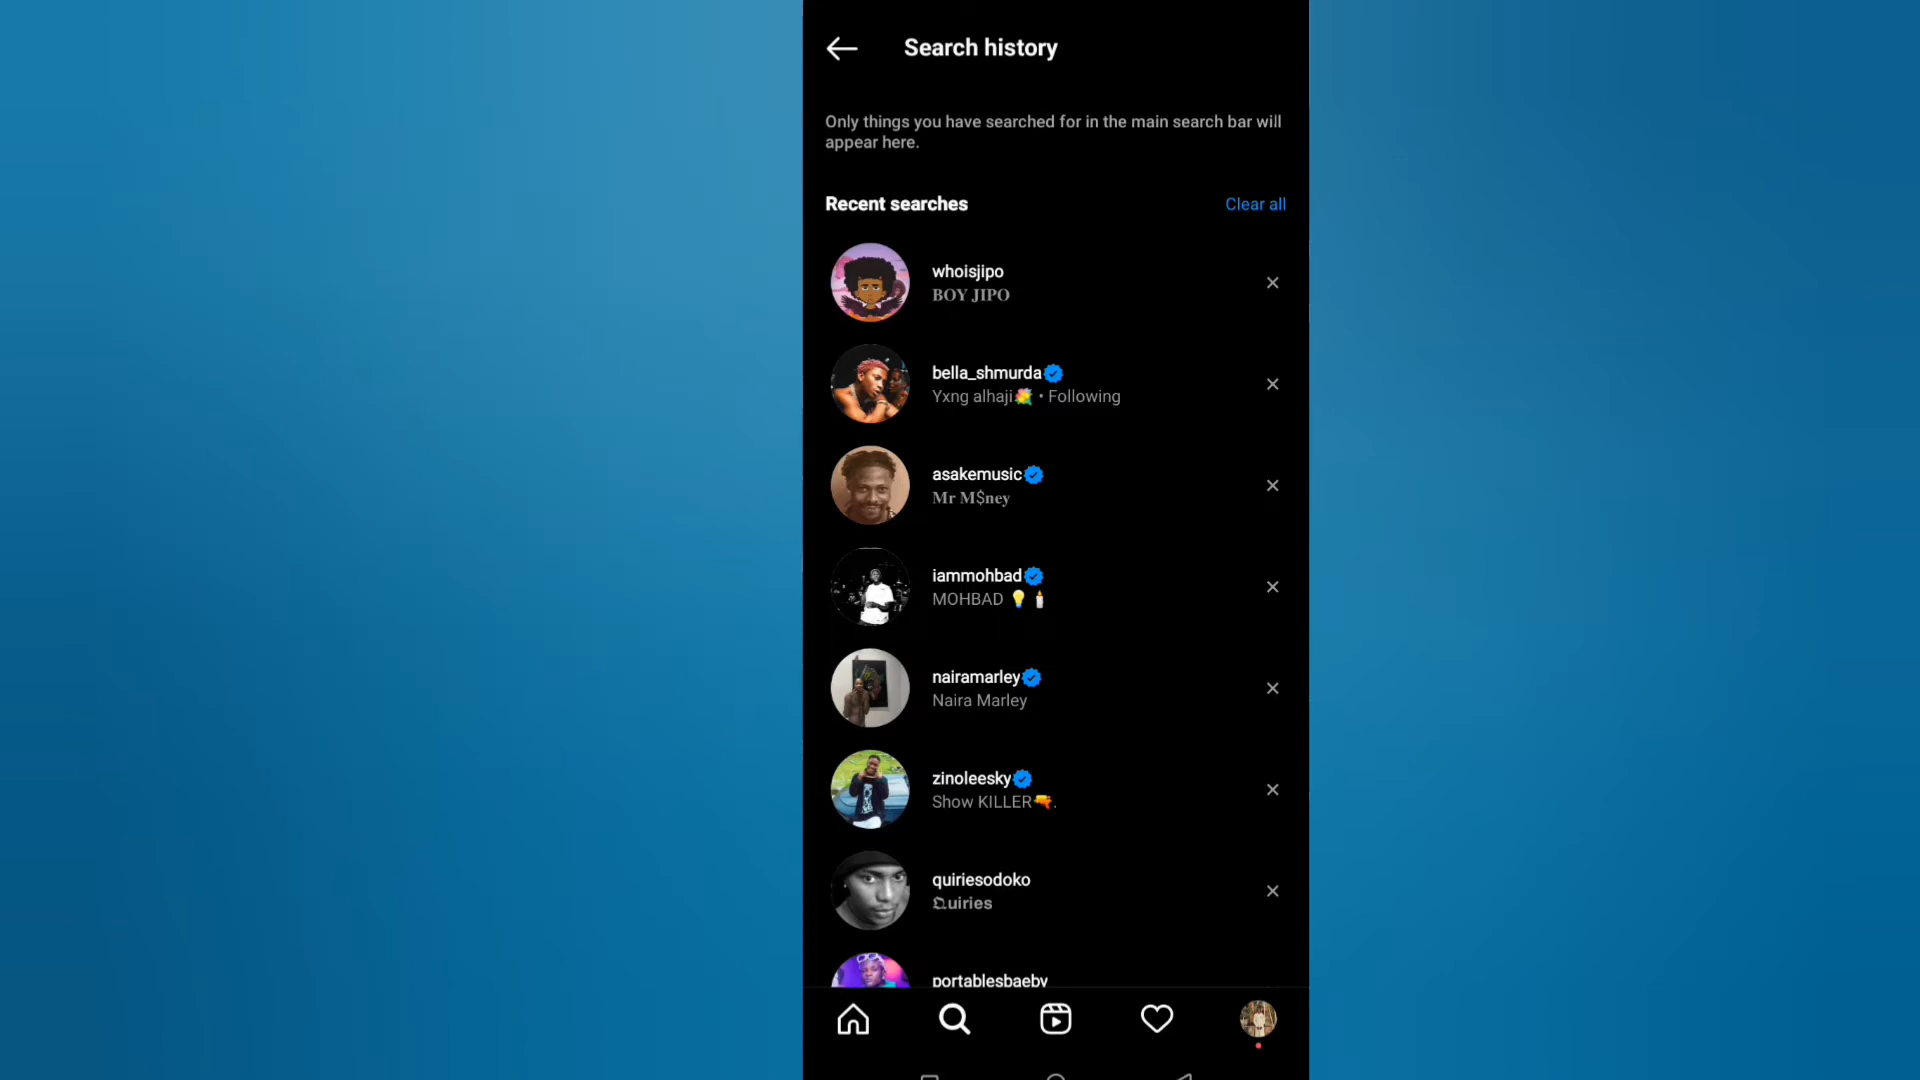 Search history
Only things you have searched for in the main search bar will
appear here.
Recent searches
Clear all
whoisjipo
BOY JIPO
bella_shmurda
Yxng alhaji • Following
asakemusic
Mr M$ney
iammohbad
MOHBAD 💡🕯️
nairamarley
Naira Marley
zinoleesky
Show KILLER🔫.
quiriesodoko
𝕼uiries
portablesbaeby